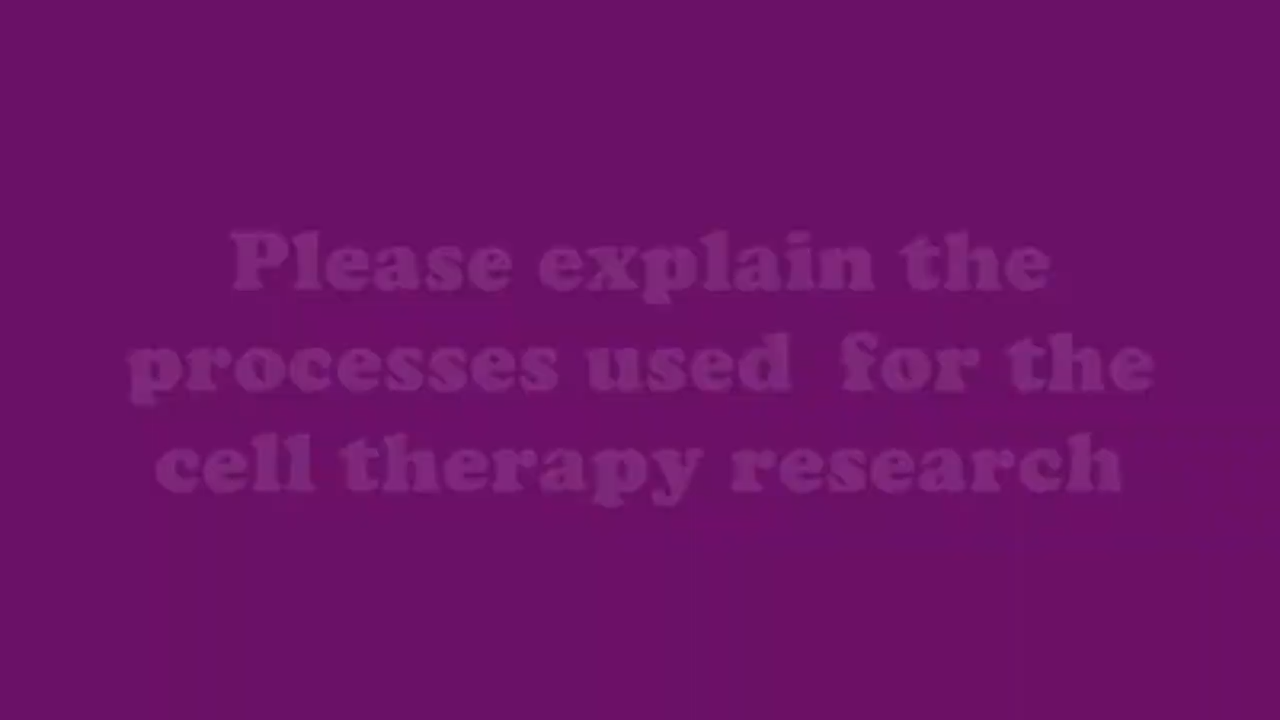 Please explain the
processes used  for the
cell therapy research